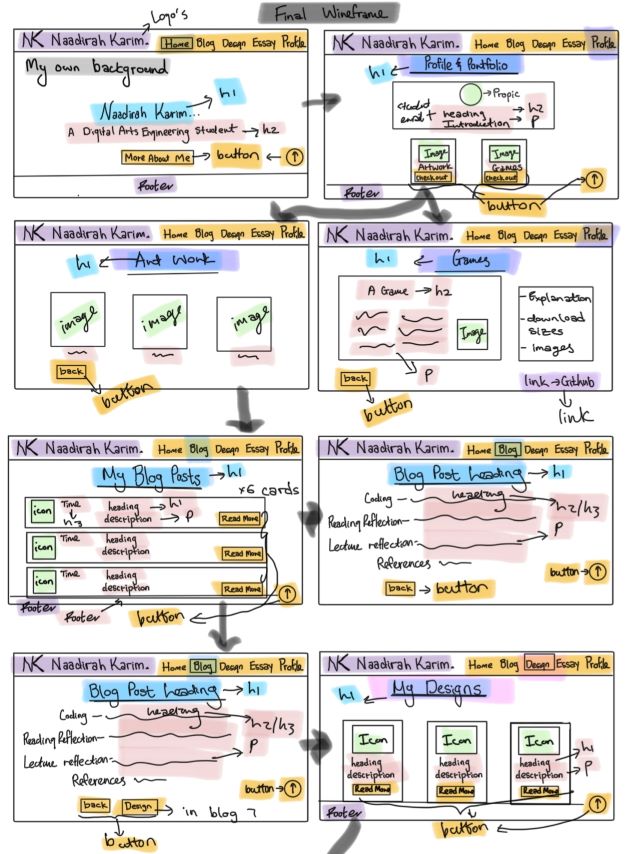 Final Wireframe
Logo's
NK Naadirah Karim. Home Blog Design Essay Profile
My own background
h1
Naadirah Karim...
A Digital Arts Engineering Student → h2
More About Me → button ← ↑
Footer
NK Naadirah Karim. Home Blog Design Essay Profile
h1 ← Profile & Portfolio
Propic
email + heading → h2
Introduction → P
Image Image
Artwork Games
Check out Check out
Footer
button
↑
NK Naadirah Karim. Home Blog Design Essay Profile
h1 ← Art Work
image image image
back
button
NK Naadirah Karim. Home Blog Design Essay Profile
h1 ← Games
A Game → h2
Image
P
- Explanation
- download
sizes
- images
back
button
link → Github
link
NK Naadirah Karim. Home Blog Design Essay Profile
My Blog Posts → h1
x6 cards
icon Time heading → h1
h3 description → P Read More
icon Time heading
description Read More
icon Time heading
description Read More
↑
Footer
Footer
button
NK Naadirah Karim. Home Blog Design Essay Profile
Blog Post Heading → h1
Coding heading h2/h3
Reading Reflection
Lecture reflection P
References
button → ↑
back → button
NK Naadirah Karim. Home Blog Design Essay Profile
Blog Post Heading → h1
Coding heading h2/h3
Reading Reflection
Lecture reflection P
References
button → ↑
back Design → in blog 7
button
NK Naadirah Karim. Home Blog Design Essay Profile
h1 ← My Designs
Icon Icon Icon
heading heading heading → h1
description description description → P
Read More Read More Read More
↑
Footer
button